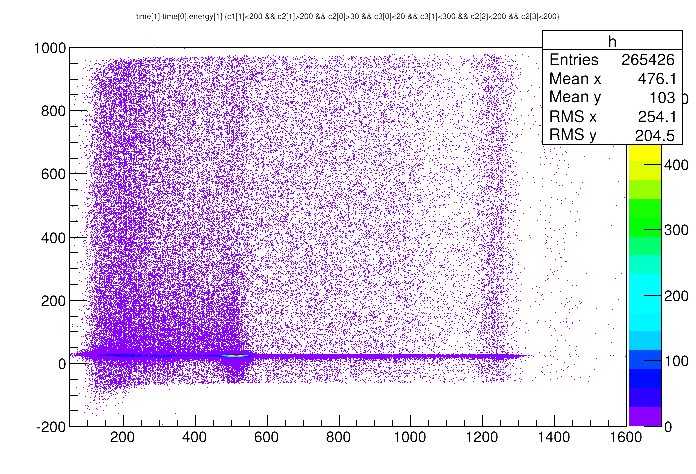 time[1]-time[0]:energy[1] {c1[1]<200 && c2[1]>200 && c2[0]>30 && c3[0]<20 && c3[1]<300 && c2[2]<200 && c2[3]<200}
h
Entries 265426
Mean x 476.1
Mean y 103
RMS x 254.1
RMS y 204.5
1000
800
600
400
200
0
-200
200 400 600 800 1000 1200 1400 1600
400
300
200
100
0